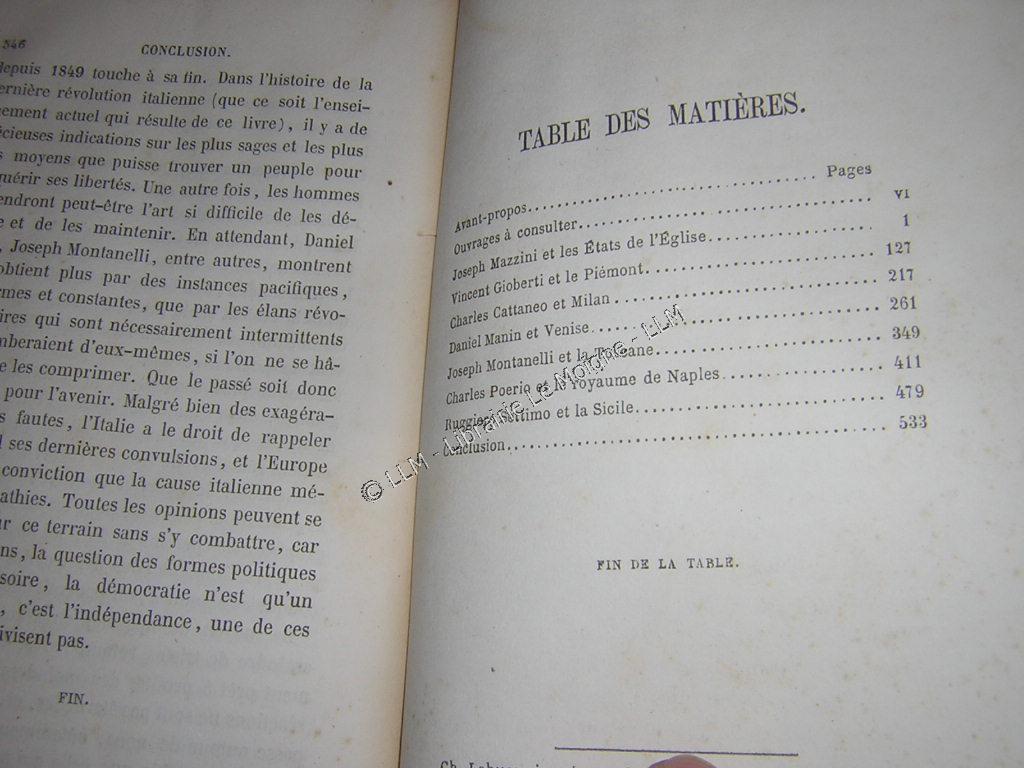 546
CONCLUSION.
depuis 1849 touche à sa fin. Dans l'histoire de la
ernière révolution italienne (que ce soit l'ensei-
ement actuel qui résulte de ce livre), il y a de
écieuses indications sur les plus sages et les plus
s moyens que puisse trouver un peuple pour
quérir ses libertés. Une autre fois, les hommes
endront peut-être l'art si difficile de les dé-
e et de les maintenir. En attendant, Daniel
, Joseph Montanelli, entre autres, montrent
obtient plus par des instances pacifiques,
rmes et constantes, que par les élans révo-
ires qui sont nécessairement intermittents
mberaient d'eux-mêmes, si l'on ne se hâ-
e les comprimer. Que le passé soit donc
pour l'avenir. Malgré bien des exagéra-
s fautes, l'Italie a le droit de rappeler
l ses dernières convulsions, et l'Europe
conviction que la cause italienne mé-
athies. Toutes les opinions peuvent se
ur ce terrain sans s'y combattre, car
ns, la question des formes politiques
soire, la démocratie n'est qu'un
, c'est l'indépendance, une de ces
ivisent pas.
FIN.
TABLE DES MATIÈRES.
Avant-propos........ Pages
Ouvrages à consulter........ VI
Joseph Mazzini et les États de l'Église........ 1
Vincent Gioberti et le Piémont........ 127
Charles Cattaneo et Milan........ 217
Daniel Manin et Venise........ 261
Joseph Montanelli et la Toscane........ 349
Charles Poerio et le royaume de Naples........ 411
Ruggieri Settimo et la Sicile........ 479
Conclusion........ 533
FIN DE LA TABLE.
© LLM - Librairie Le Moigne - LLM